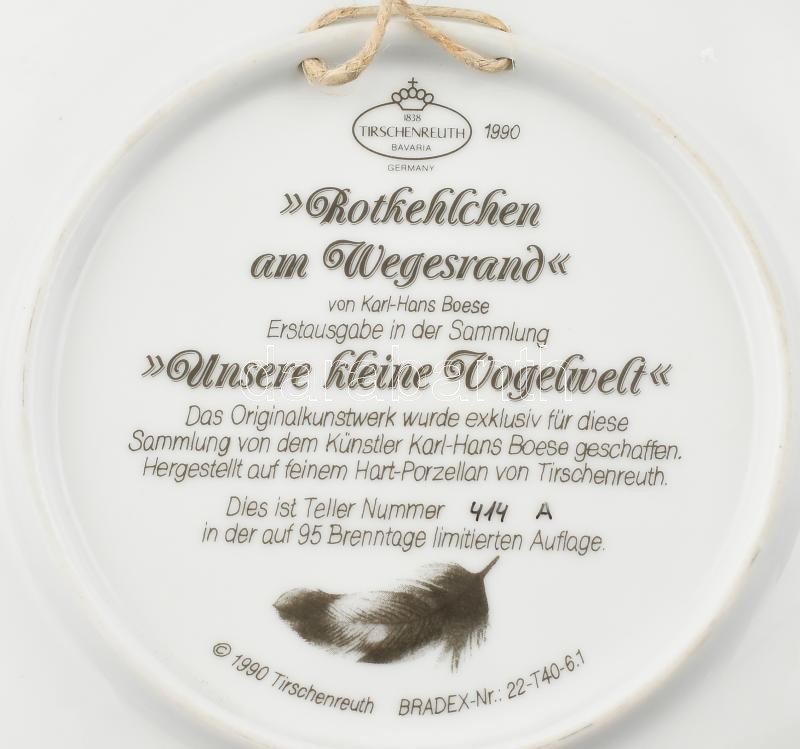 1838
TIRSCHENREUTH 1990
BAVARIA
GERMANY
»Rotkehlchen
am Wegesrand«
von Karl-Hans Boese
Erstausgabe in der Sammlung
»Unsere kleine Vogelwelt«
darabanth
Das Originalkunstwerk wurde exklusiv für diese
Sammlung von dem Künstler Karl-Hans Boese geschaffen.
Hergestellt auf feinem Hart-Porzellan von Tirschenreuth.
Dies ist Teller Nummer 414 A
in der auf 95 Brenntage limitierten Auflage.
© 1990 Tirschenreuth BRADEX-Nr.: 22-T40-6.1